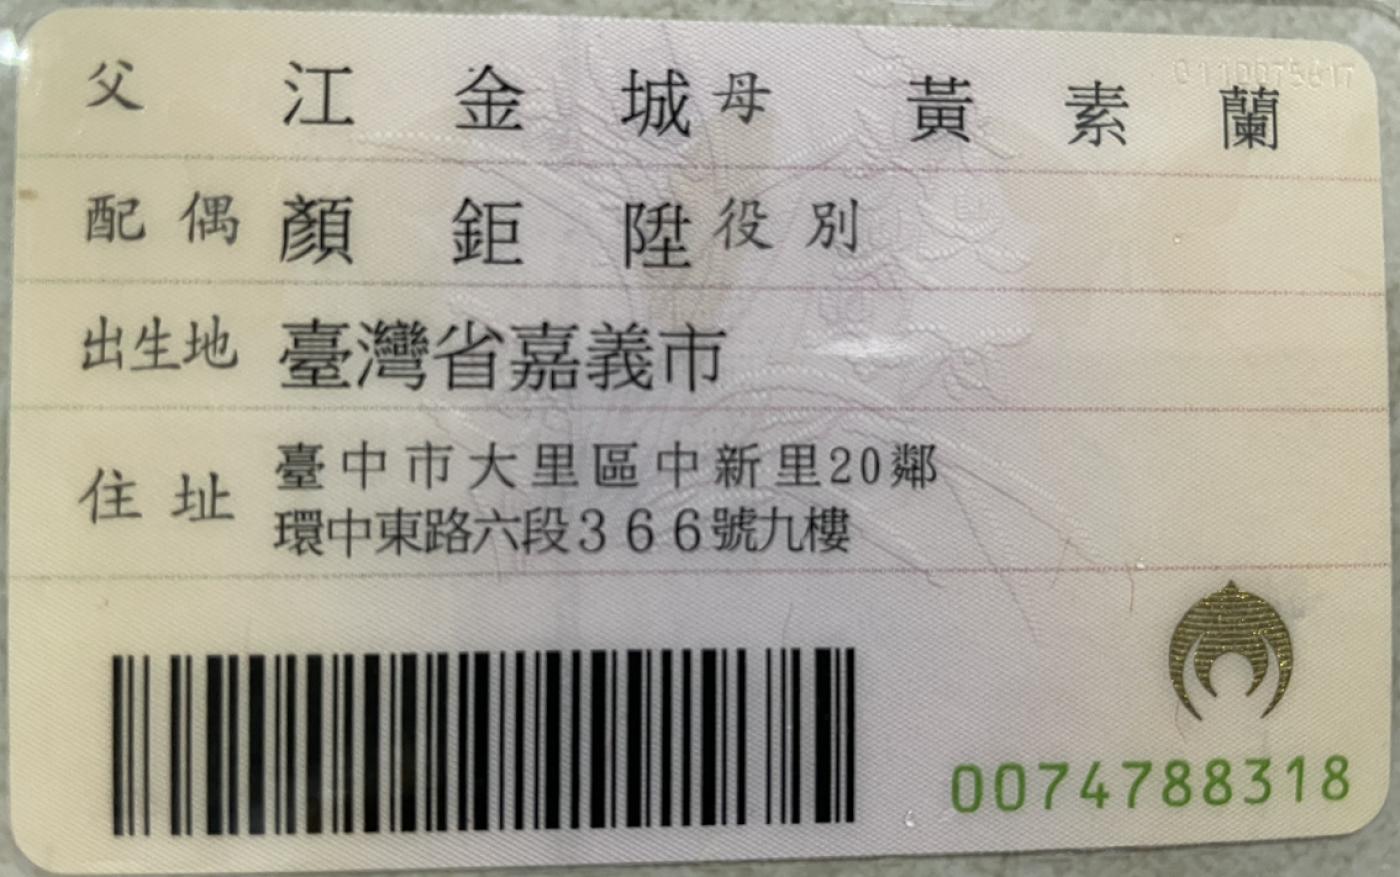 父 江金城 母 黃素蘭
配偶 顏鉅陞 役別
出生地 臺灣省嘉義市
住址 臺中市大里區中新里20鄰
環中東路六段366號九樓
0074788318